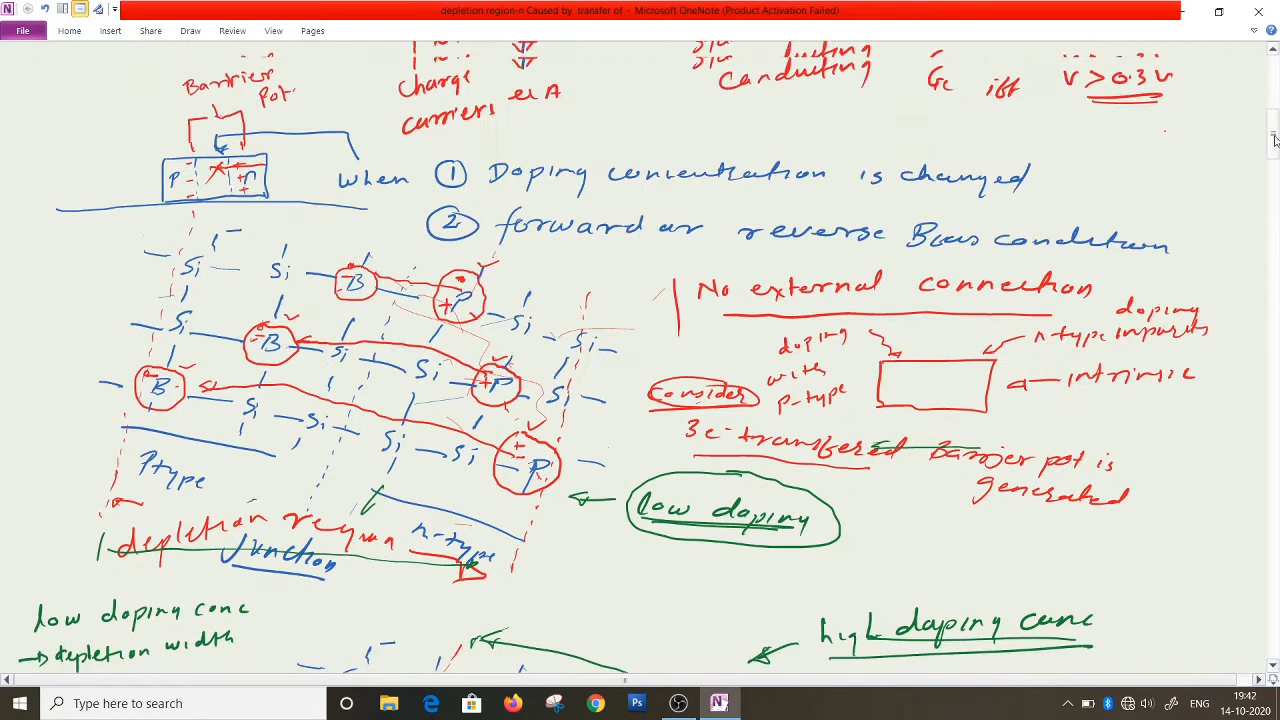 depletion region-n Caused by transfer of - Microsoft OneNote (Product Activation Failed)
File Home Insert Share Draw Review View Pages
Barrier
Pot.
charge
carriers
Conducting
Ge iff V > 0.3 V
P n
when ① Doping concentration is changed
② forward or reverse Bias condition
No external connection
Si Si B P Si
Si B Si Si P Si Si
B Si Si Si P
doping
with
p-type
doping
n-type impurity
intrinsic
Consider
3e- transferred Barrier pot is
generated
low doping
P type
n-type
depletion region
Junction
low doping conc
→ depletion width
high doping conc
Type here to search
ENG
19:42
14-10-2020